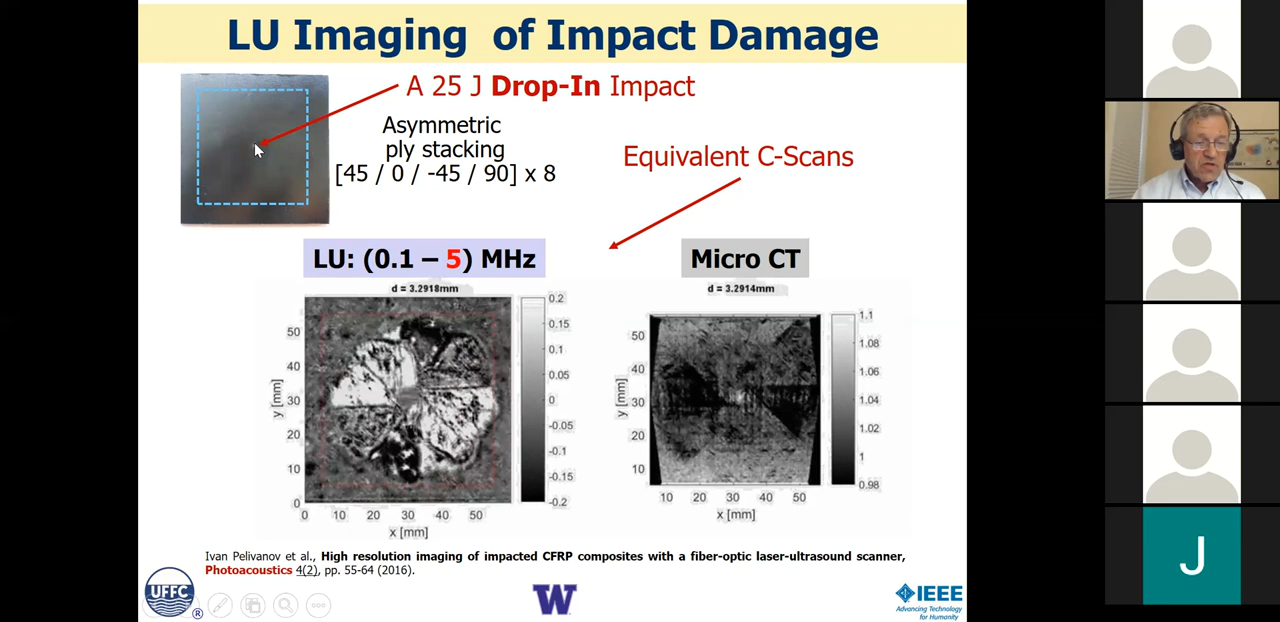 LU Imaging of Impact Damage
A 25 J Drop-In Impact
Asymmetric
ply stacking
[45 / 0 / -45 / 90] x 8
Equivalent C-Scans
LU: (0.1 – 5) MHz
Micro CT
d = 3.2918mm
d = 3.2914mm
50
40
30
20
10
0
y [mm]
0 10 20 30 40 50
x [mm]
0.2
0.15
0.1
0.05
0
-0.05
-0.1
-0.15
-0.2
50
40
30
20
10
y [mm]
10 20 30 40 50
x [mm]
1.1
1.08
1.06
1.04
1.02
1
0.98
Ivan Pelivanov et al., High resolution imaging of impacted CFRP composites with a fiber-optic laser-ultrasound scanner,
Photoacoustics 4(2), pp. 55-64 (2016).
UFFC
®
W
IEEE
Advancing Technology
for Humanity
J